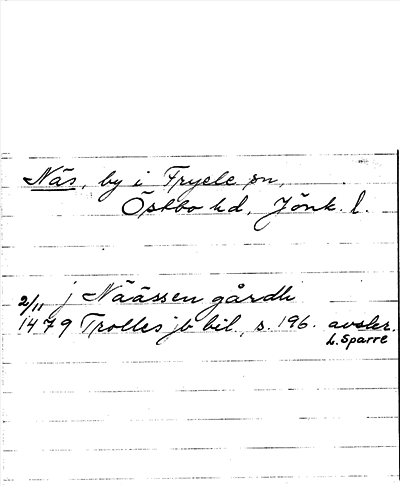 Näs, by i Fryele sn,
Östbo hd, Jönk. l.
2/11 j Näässen gårdh
1479 Trolles jb bil., s. 196. avskr.
L. Sparre